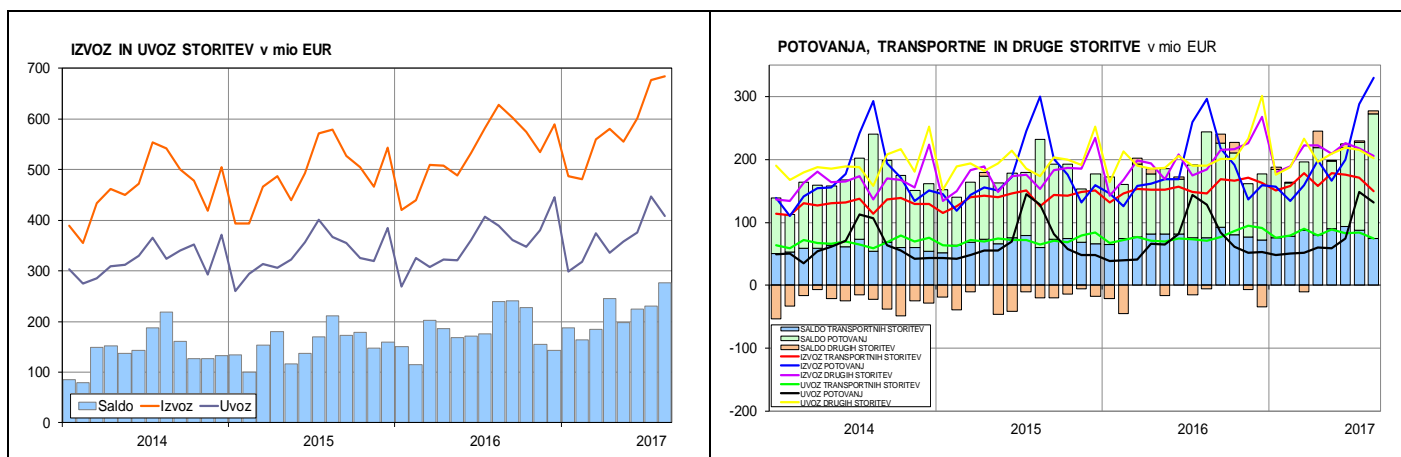 IZVOZ IN UVOZ STORITEV v mio EUR
700
600
500
400
300
200
100
0
Saldo Izvoz Uvoz
2014 2015 2016 2017
POTOVANJA, TRANSPORTNE IN DRUGE STORITVE v mio EUR
300
200
100
0
-100
-200
SALDO TRANSPORTNIH STORITEV
SALDO POTOVANJ
SALDO DRUGIH STORITEV
IZVOZ TRANSPORTNIH STORITEV
IZVOZ POTOVANJ
IZVOZ DRUGIH STORITEV
UVOZ TRANSPORTNIH STORITEV
UVOZ POTOVANJ
UVOZ DRUGIH STORITEV
2014 2015 2016 2017